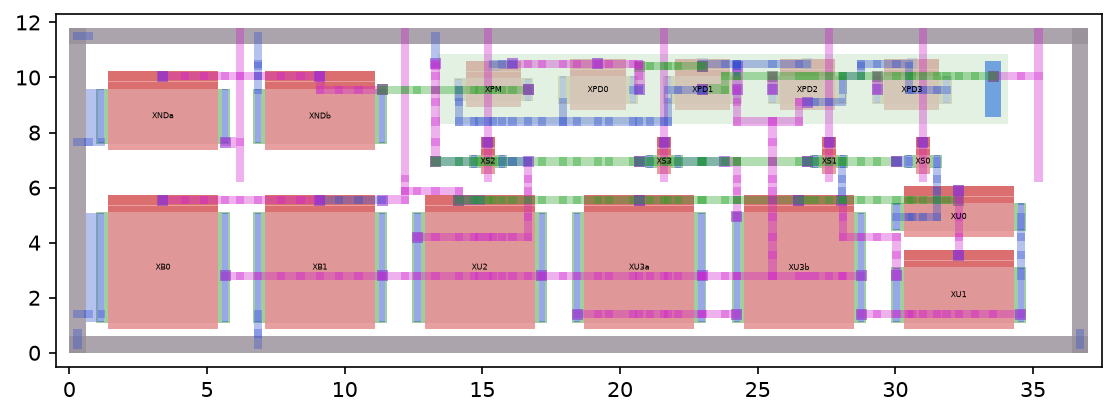 12
10
XPM XPD0 XPD1 XPD2 XPD3
XNDa XNDb
8
XS2 XS3 XS1 XS0
6
XU0
4
XB0 XB1 XU2 XU3a XU3b
2
XU1
0
0 5 10 15 20 25 30 35